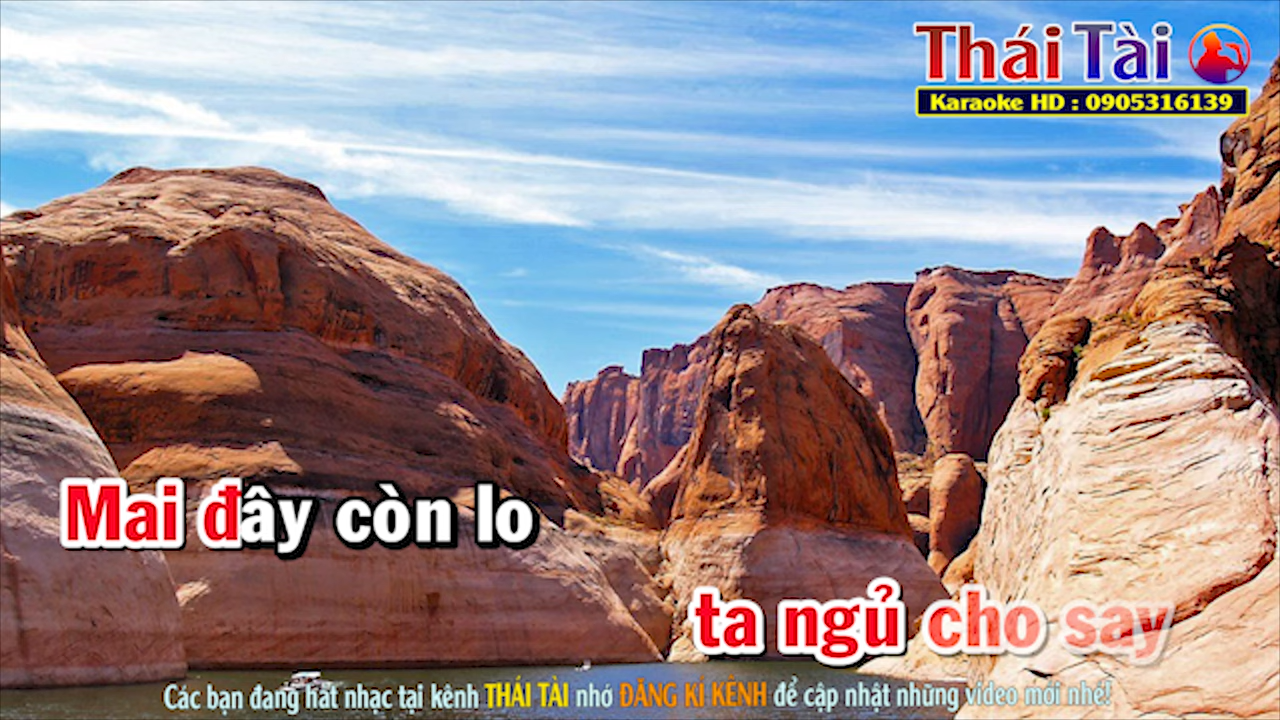 Thái Tài
Karaoke HD : 0905316139
Mai đây còn lo
ta ngủ cho say
Các bạn đang hát nhạc tại kênh THÁI TÀI nhớ ĐĂNG KÍ KÊNH để cập nhật những video mới nhé!